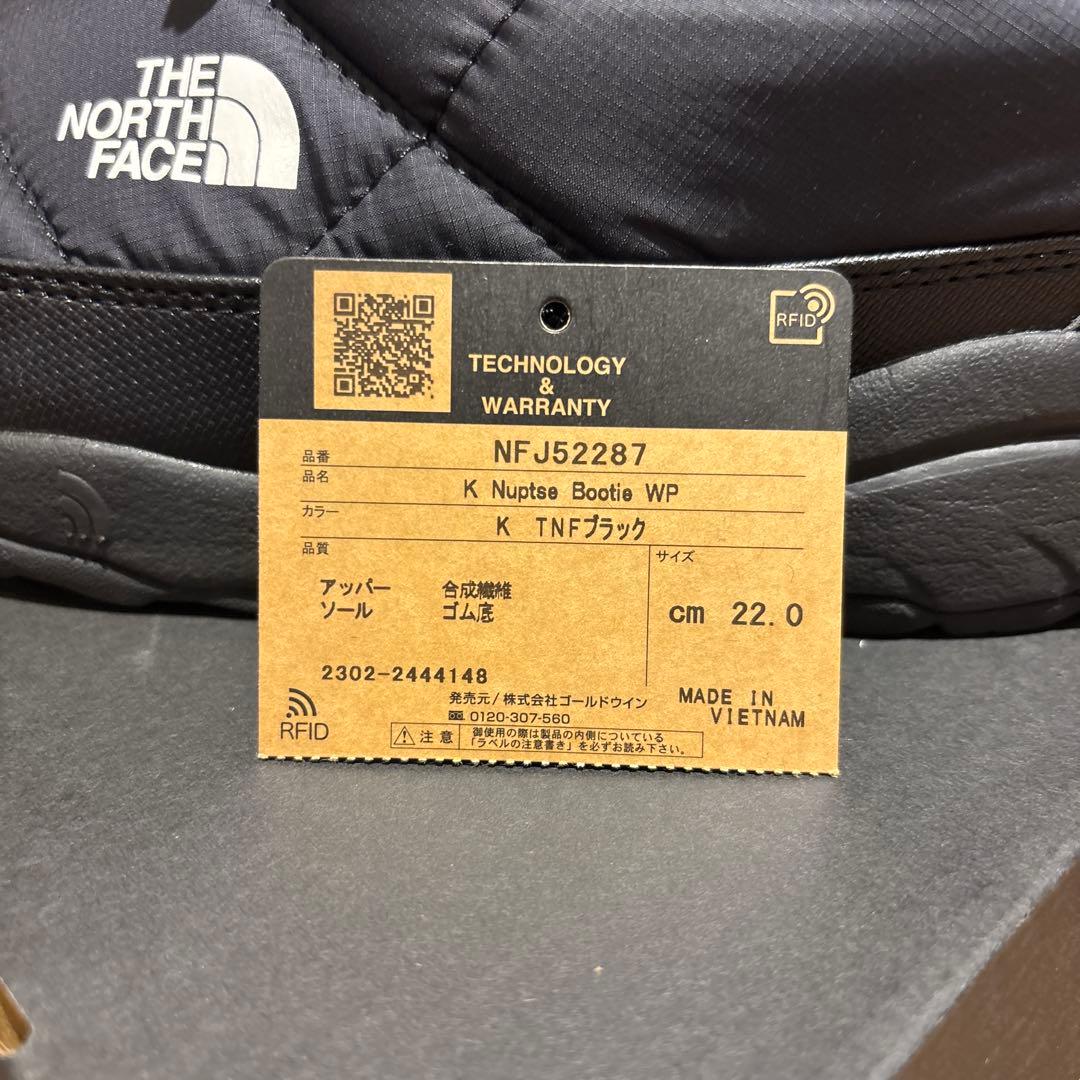 THE
NORTH
FACE
RFID
TECHNOLOGY
&
WARRANTY
品番 NFJ52287
品名 K Nuptse Bootie WP
カラー K TNFブラック
品質
サイズ
アッパー 合成繊維
ソール ゴム底
cm 22.0
2302-2444148
発売元/株式会社ゴールドウイン
0120-307-560
MADE IN
VIETNAM
RFID
注意
御使用の際は製品の内側についている
「ラベルの注意書き」を必ずお読み下さい。